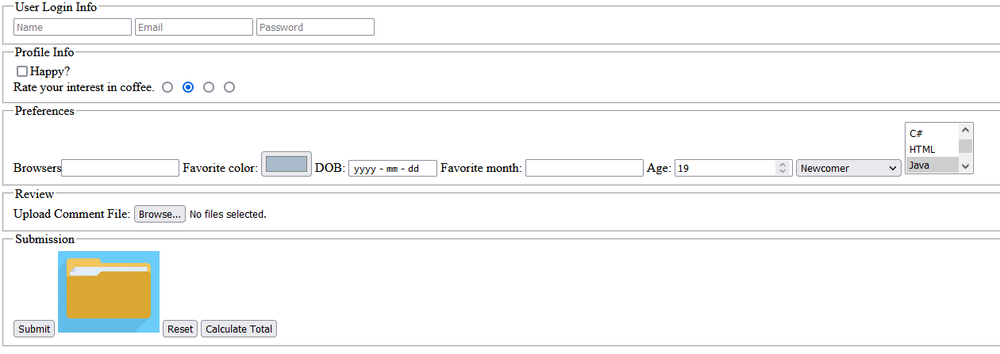 User Login Info
Name Email Password
Profile Info
Happy?
Rate your interest in coffee.
Preferences
C#
HTML
Browsers Favorite color: DOB: yyyy - mm - dd Favorite month: Age: 19 Newcomer Java
Review
Upload Comment File: Browse... No files selected.
Submission
Submit Reset Calculate Total